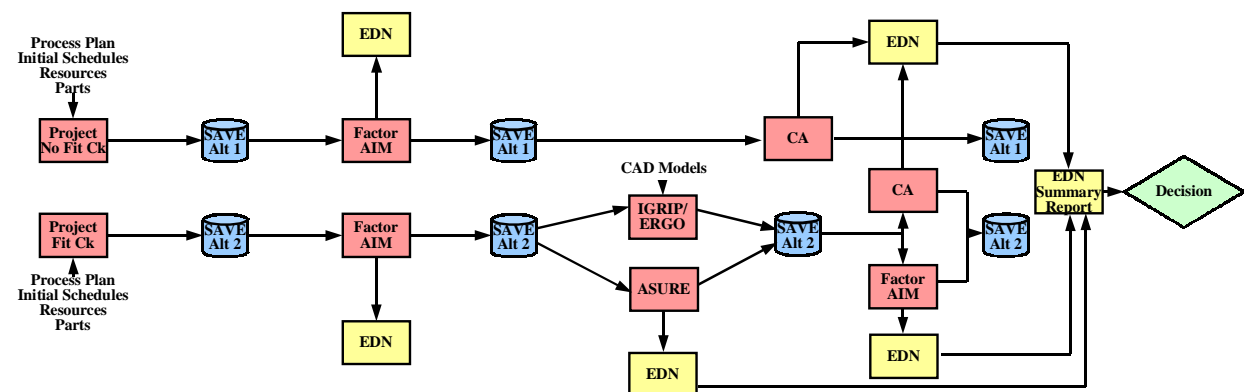 EDN
EDN
Process Plan
Initial Schedules
Resources
Parts
Project
No Fit Ck
SAVE
Alt 1
Factor
AIM
SAVE
Alt 1
CA
SAVE
Alt 1
CAD Models
CA
EDN
Summary
Report
Decision
Project
Fit Ck
SAVE
Alt 2
Factor
AIM
SAVE
Alt 2
IGRIP/
ERGO
SAVE
Alt 2
SAVE
Alt 2
Process Plan
Initial Schedules
Resources
Parts
ASURE
Factor
AIM
EDN
EDN
EDN